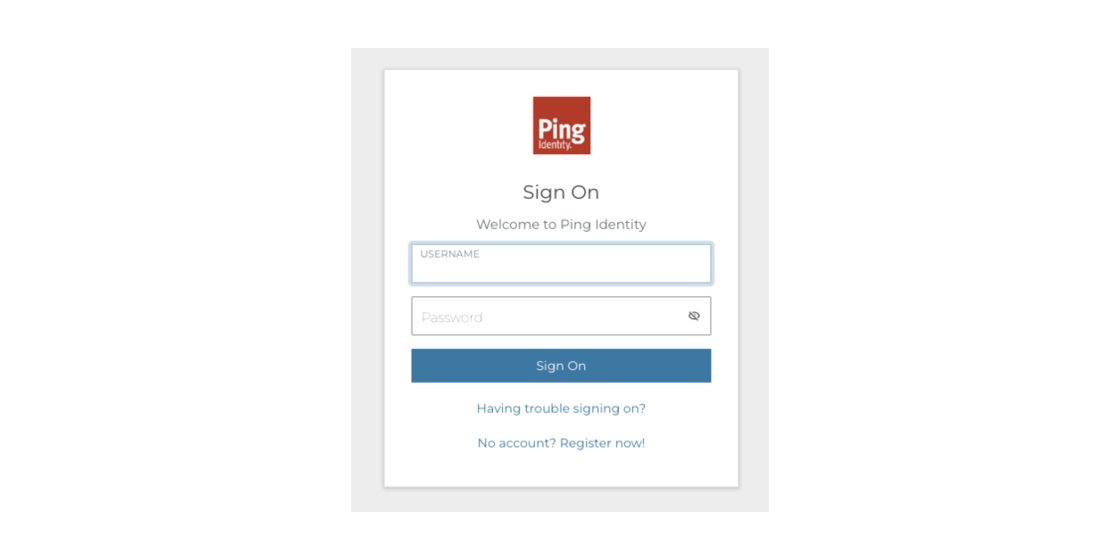 Ping
Identity.
Sign On
Welcome to Ping Identity
USERNAME
Password
Sign On
Having trouble signing on?
No account? Register now!